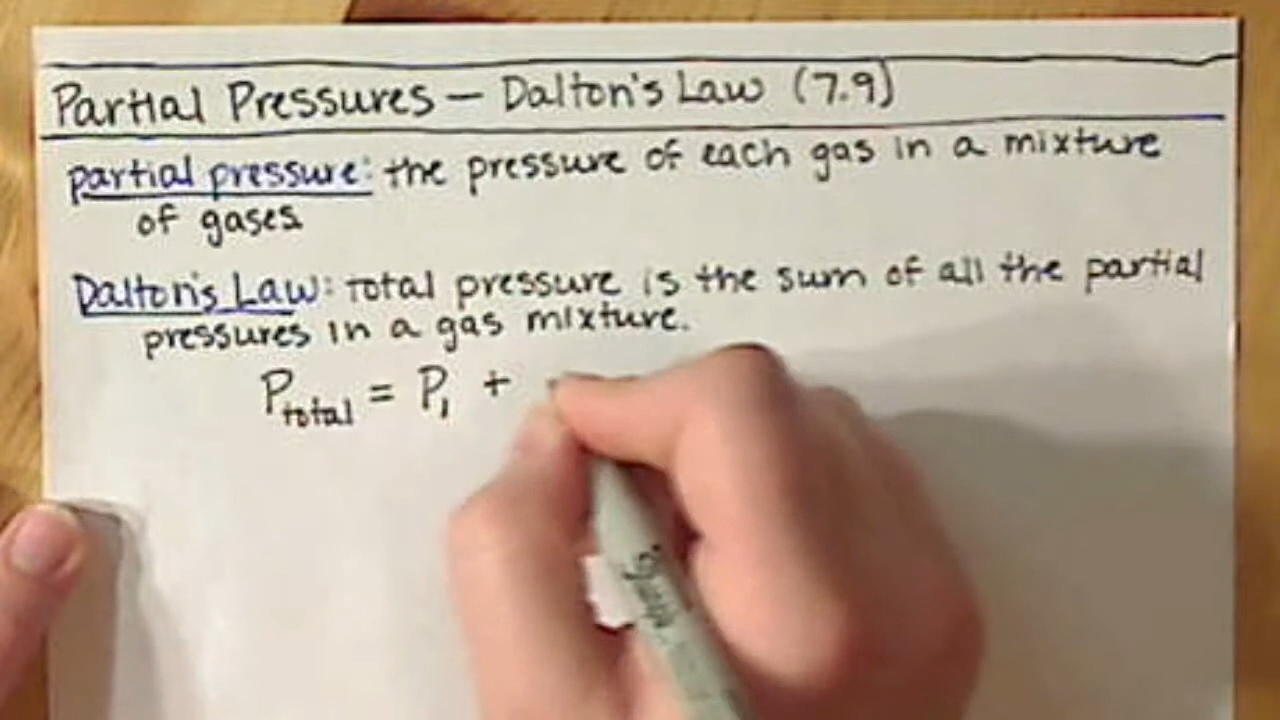 Partial Pressures – Dalton's Law (7.9)
partial pressure: the pressure of each gas in a mixture
of gases.
Dalton's Law: total pressure is the sum of all the partial
pressures in a gas mixture.
Ptotal = P1 +
Sharpie